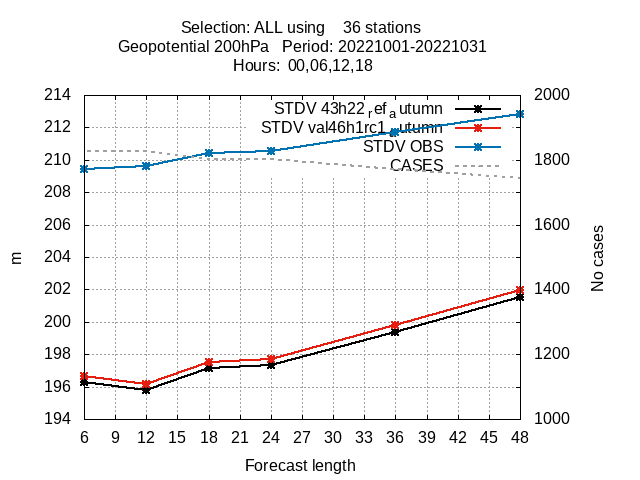 Selection: ALL using    36 stations
Geopotential 200hPa   Period: 20221001-20221031
Hours:  00,06,12,18
214 2000
STDV 43h22ref_autumn
212 STDV val46h1rc1_autumn
STDV OBS
210 CASES 1800
208
206 1600
204
m No cases
202 1400
200
198 1200
196
194 1000
6 9 12 15 18 21 24 27 30 33 36 39 42 45 48
Forecast length